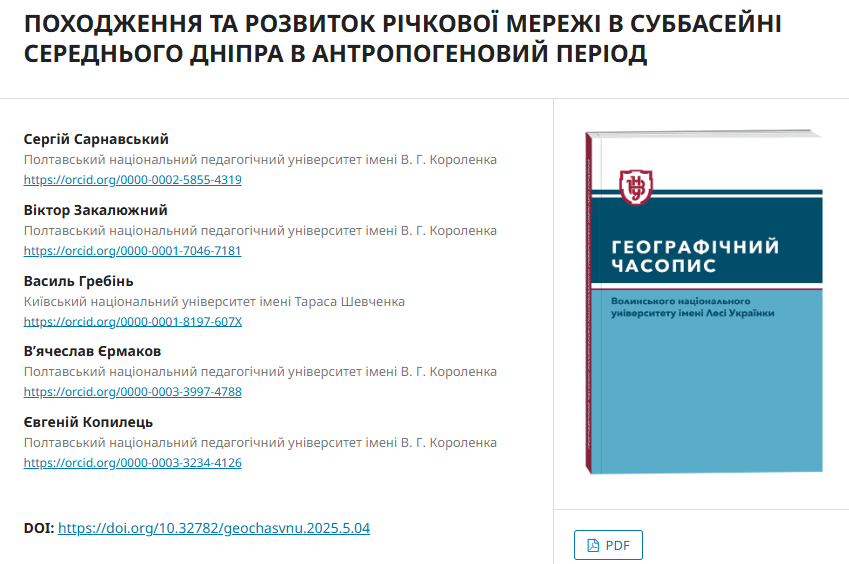 ПОХОДЖЕННЯ ТА РОЗВИТОК РІЧКОВОЇ МЕРЕЖІ В СУББАСЕЙНІ
СЕРЕДНЬОГО ДНІПРА В АНТРОПОГЕНОВИЙ ПЕРІОД
Сергій Сарнавський
Полтавський національний педагогічний університет імені В. Г. Короленка
https://orcid.org/0000-0002-5855-4319
Віктор Закалюжний
Полтавський національний педагогічний університет імені В. Г. Короленка
https://orcid.org/0000-0001-7046-7181
Василь Гребінь
Київський національний університет імені Тараса Шевченка
https://orcid.org/0000-0001-8197-607X
В’ячеслав Єрмаков
Полтавський національний педагогічний університет імені В. Г. Короленка
https://orcid.org/0000-0003-3997-4788
Євгеній Копилець
Полтавський національний педагогічний університет імені В. Г. Короленка
https://orcid.org/0000-0003-3234-4126
DOI: https://doi.org/10.32782/geochasvnu.2025.5.04
ГЕОГРАФІЧНИЙ
ЧАСОПИС
Волинського національного
університету імені Лесі Українки
PDF